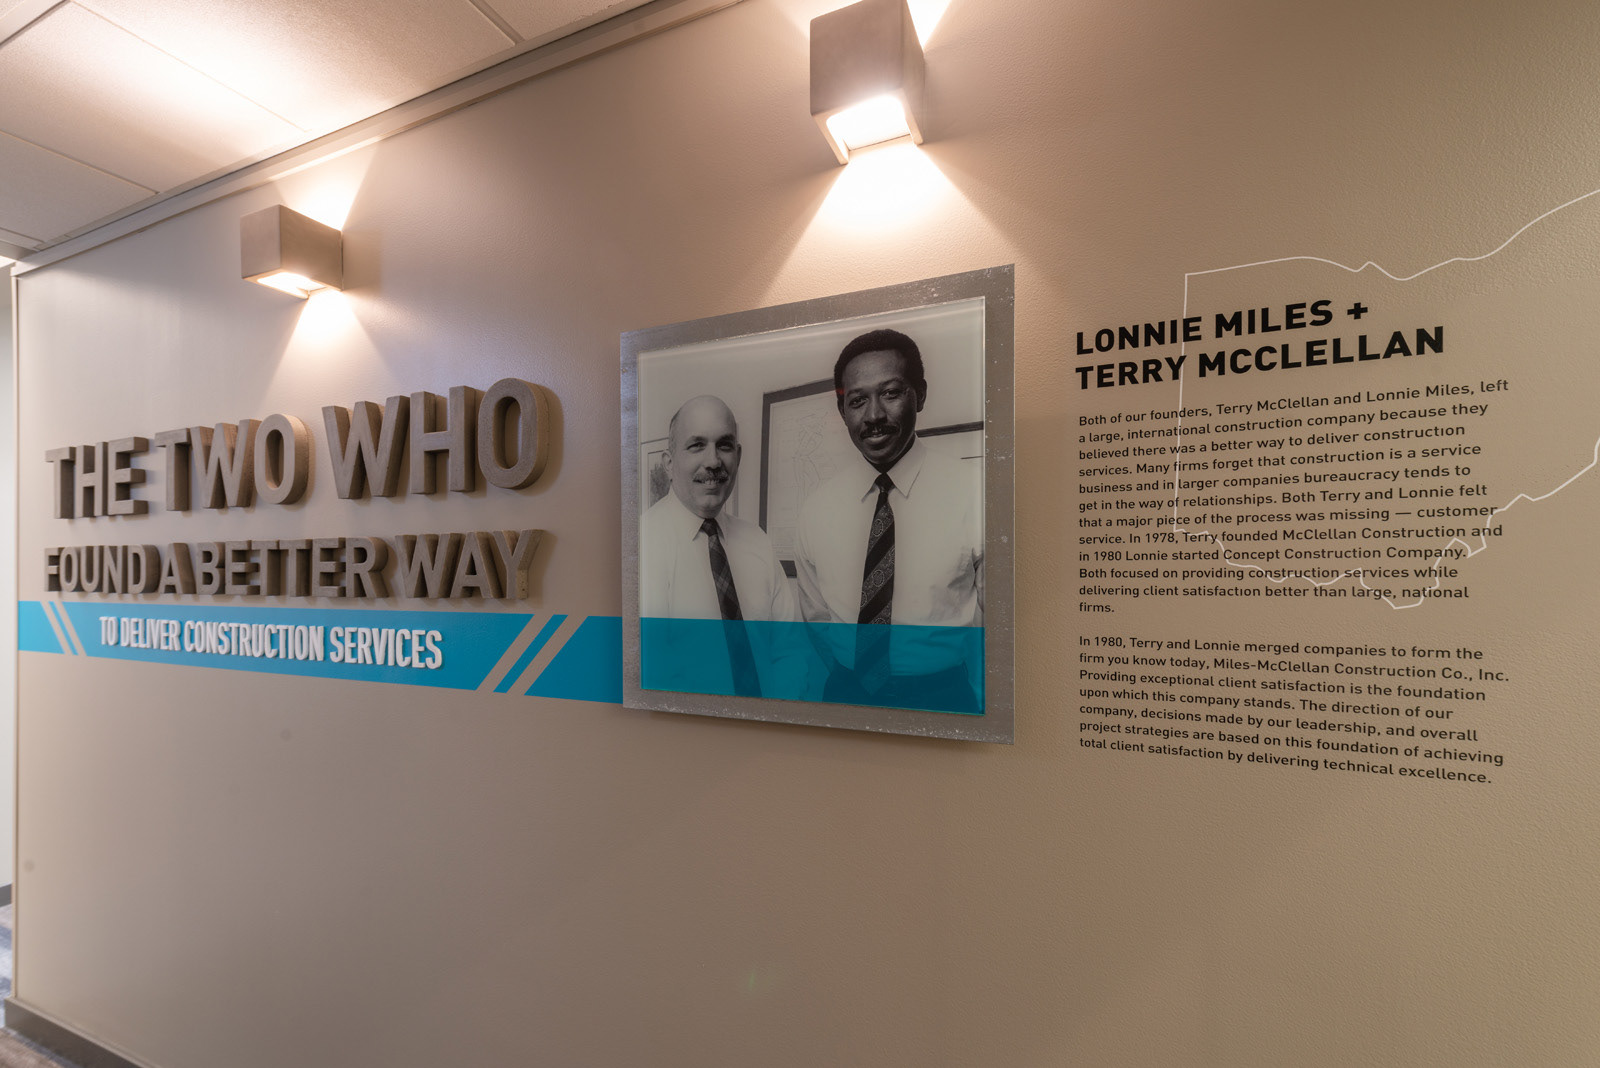 THE TWO WHO
FOUND A BETTER WAY
TO DELIVER CONSTRUCTION SERVICES
LONNIE MILES +
TERRY MCCLELLAN
Both of our founders, Terry McClellan and Lonnie Miles, left
a large, international construction company because they
believed there was a better way to deliver construction
services. Many firms forget that construction is a service
business and in larger companies bureaucracy tends to
get in the way of relationships. Both Terry and Lonnie felt
that a major piece of the process was missing — customer
service. In 1978, Terry founded McClellan Construction and
in 1980 Lonnie started Concept Construction Company.
Both focused on providing construction services while
delivering client satisfaction better than large, national
firms.
In 1980, Terry and Lonnie merged companies to form the
firm you know today, Miles-McClellan Construction Co., Inc.
Providing exceptional client satisfaction is the foundation
upon which this company stands. The direction of our
company, decisions made by our leadership, and overall
project strategies are based on this foundation of achieving
total client satisfaction by delivering technical excellence.